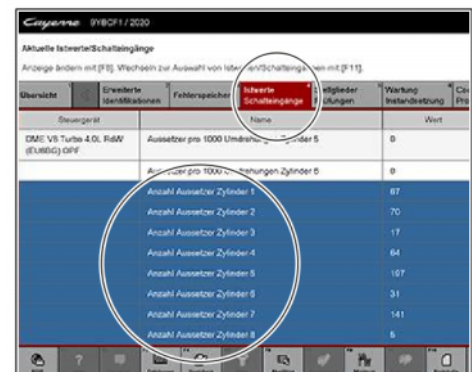 Cayenne 9YBCF1 / 2020
Aktuelle Istwerte/Schalteingänge
Anzeige ändern mit [F8]. Wechseln zur Auswahl von Istwerten/Schalteingängen mit [F11].
Übersicht
Erweiterte Identifikationen
Fehlerspeicher
Istwerte Schalteingänge
Stellglieder Prüfungen
Wartung Instandsetzung
Steuergerät Name Wert
DME V8 Turbo 4,0L RdW (EU6BG) OPF Aussetzer pro 1000 Umdrehungen Zylinder 5 0
Aussetzer pro 1000 Umdrehungen Zylinder 6 0
Anzahl Aussetzer Zylinder 1 67
Anzahl Aussetzer Zylinder 2 70
Anzahl Aussetzer Zylinder 3 17
Anzahl Aussetzer Zylinder 4 64
Anzahl Aussetzer Zylinder 5 107
Anzahl Aussetzer Zylinder 6 31
Anzahl Aussetzer Zylinder 7 141
Anzahl Aussetzer Zylinder 8 5